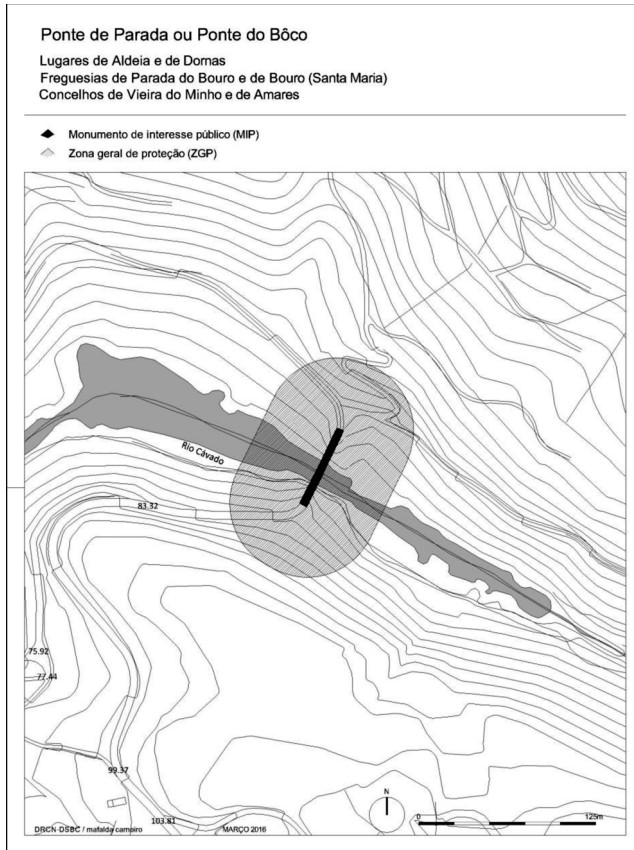 Ponte de Parada ou Ponte do Bôco
Lugares de Aldeia e de Dornas
Freguesias de Parada do Bouro e de Bouro (Santa Maria)
Concelhos de Vieira do Minho e de Amares
Monumento de interesse público (MIP)
Zona geral de proteção (ZGP)
Rio Cávado
83.32
75.92
77.44
99.37
103.81
N
0 125m
DRCN-DSBC / mafalda carneiro MARÇO 2016